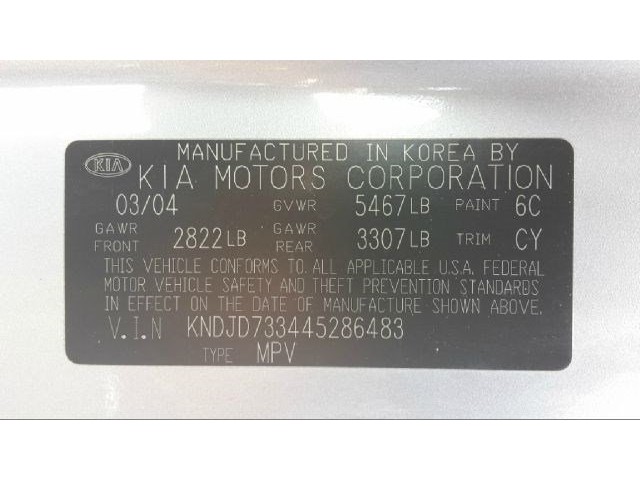 MANUFACTURED IN KOREA BY
KIA KIA MOTORS CORPORATION
03/04 GVWR 5467LB PAINT 6C
GAWR FRONT 2822LB GAWR REAR 3307LB TRIM CY
THIS VEHICLE CONFORMS TO ALL APPLICABLE U.S.A. FEDERAL
MOTOR VEHICLE SAFETY AND THEFT PREVENTION STANDARDS
IN EFFECT ON THE DATE OF MANUFACTURE SHOWN ABOVE.
V.I.N KNDJD733445286483
TYPE MPV